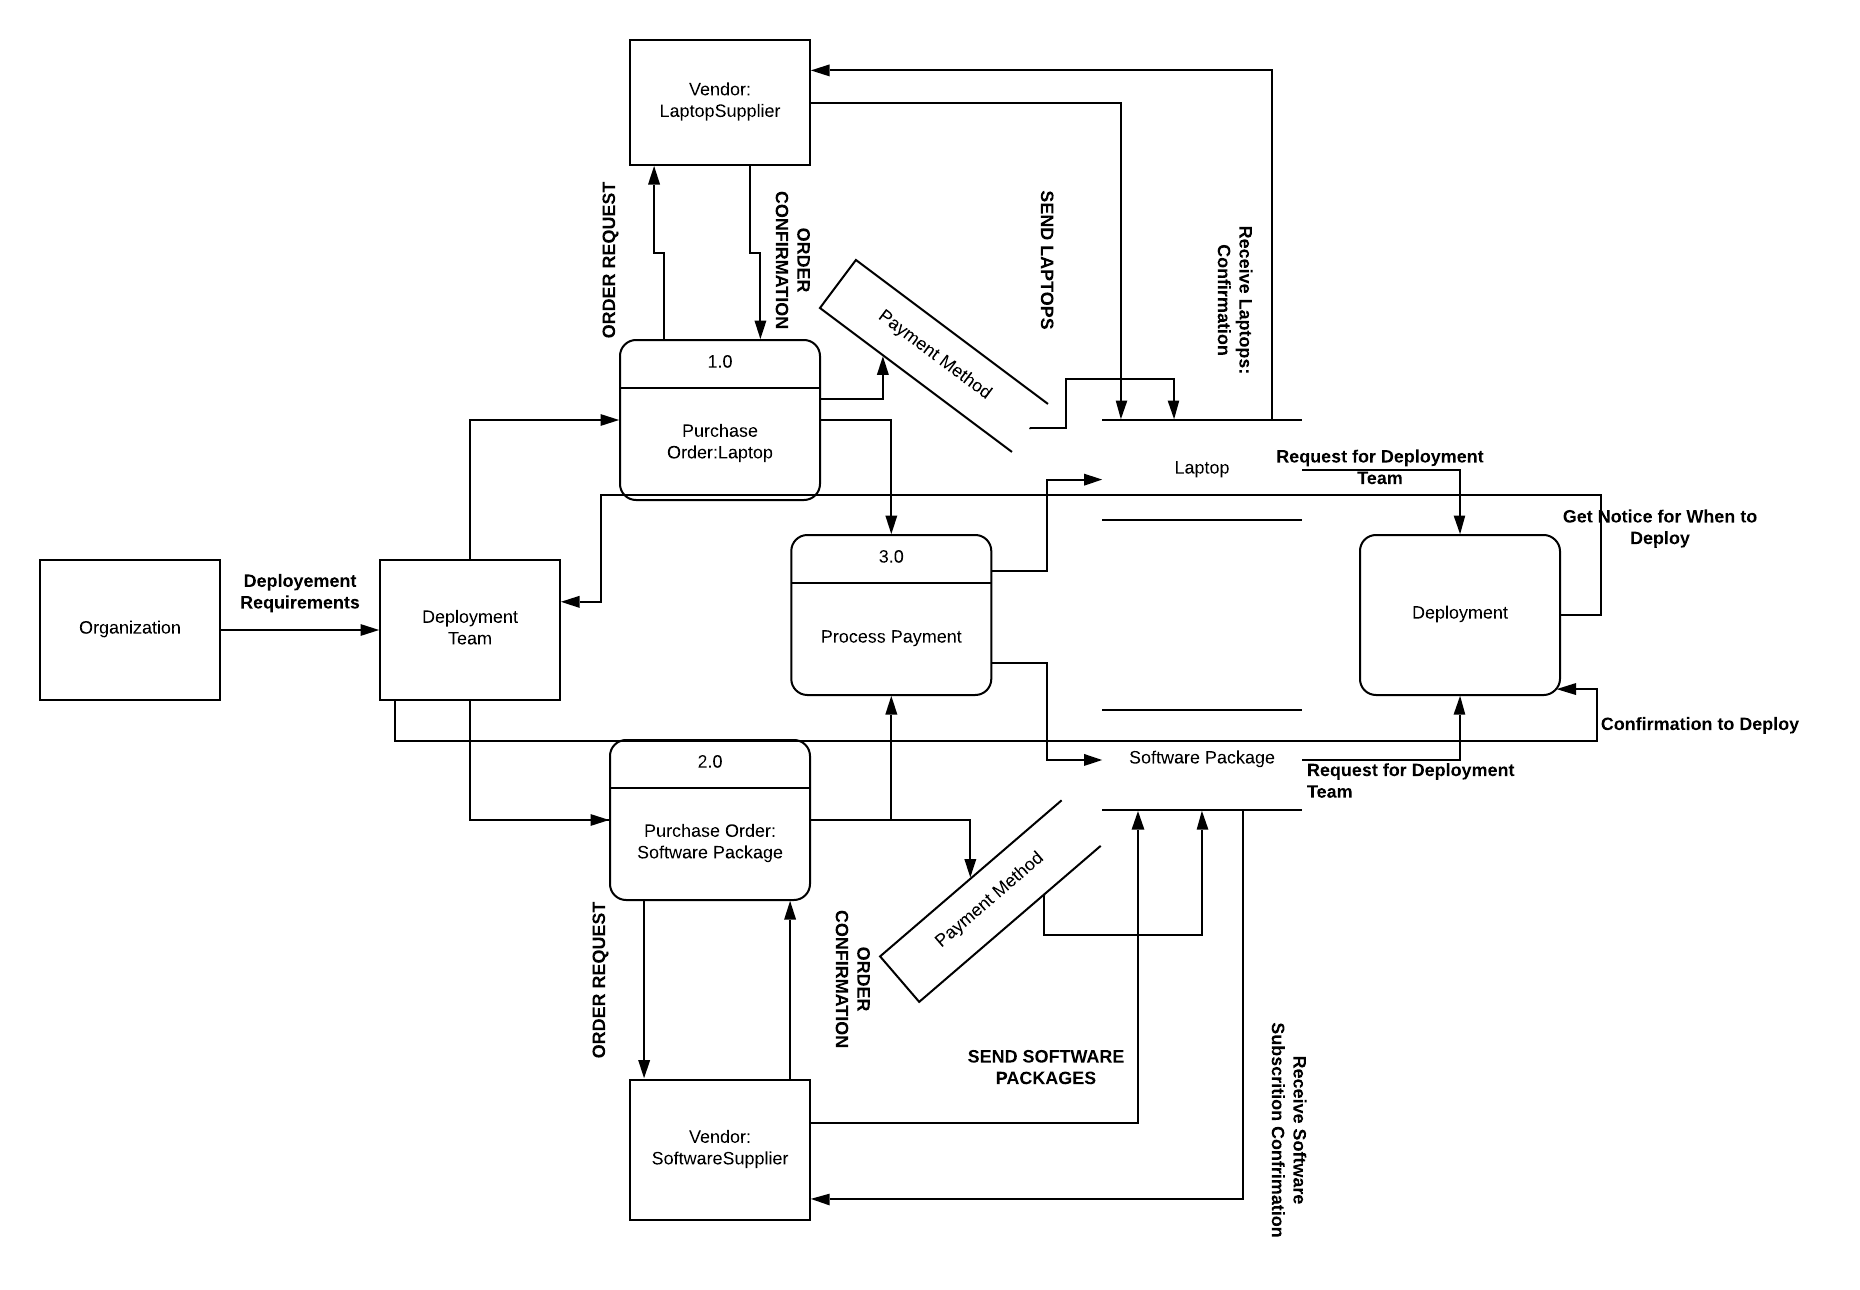 Vendor:
LaptopSupplier
ORDER REQUEST
ORDER
CONFIRMATION
SEND LAPTOPS
Receive Laptops:
Confirmation
Payment Method
1.0
Purchase
Order:Laptop
Laptop
Request for Deployment
Team
Get Notice for When to
Deploy
Organization
Deployement
Requirements
Deployment
Team
3.0
Process Payment
Deployment
Confirmation to Deploy
2.0
Purchase Order:
Software Package
Software Package
Request for Deployment
Team
Payment Method
ORDER REQUEST
ORDER
CONFIRMATION
SEND SOFTWARE
PACKAGES
Receive Software
Subscrition Confrimation
Vendor:
SoftwareSupplier